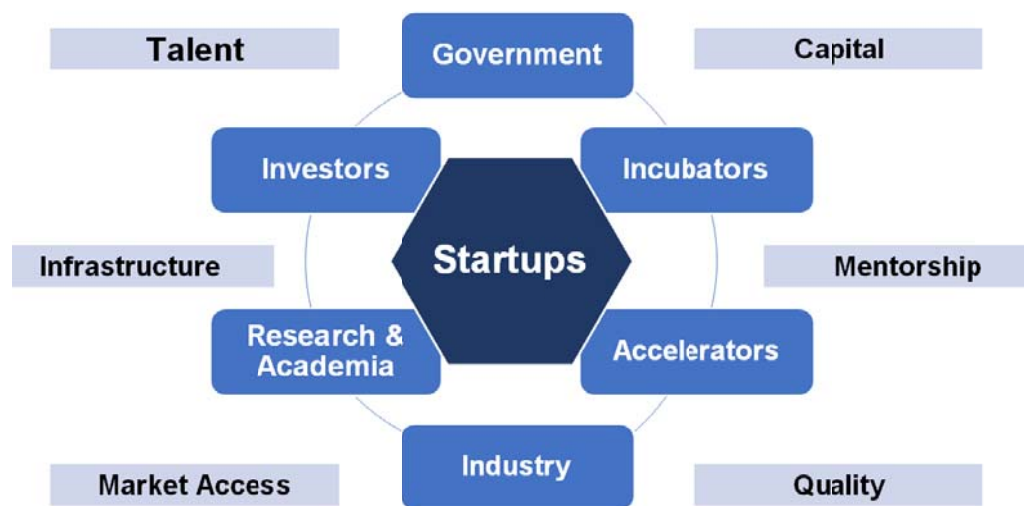 Talent
Government
Capital
Investors
Incubators
Startups
Infrastructure
Mentorship
Research &
Academia
Accelerators
Industry
Market Access
Quality